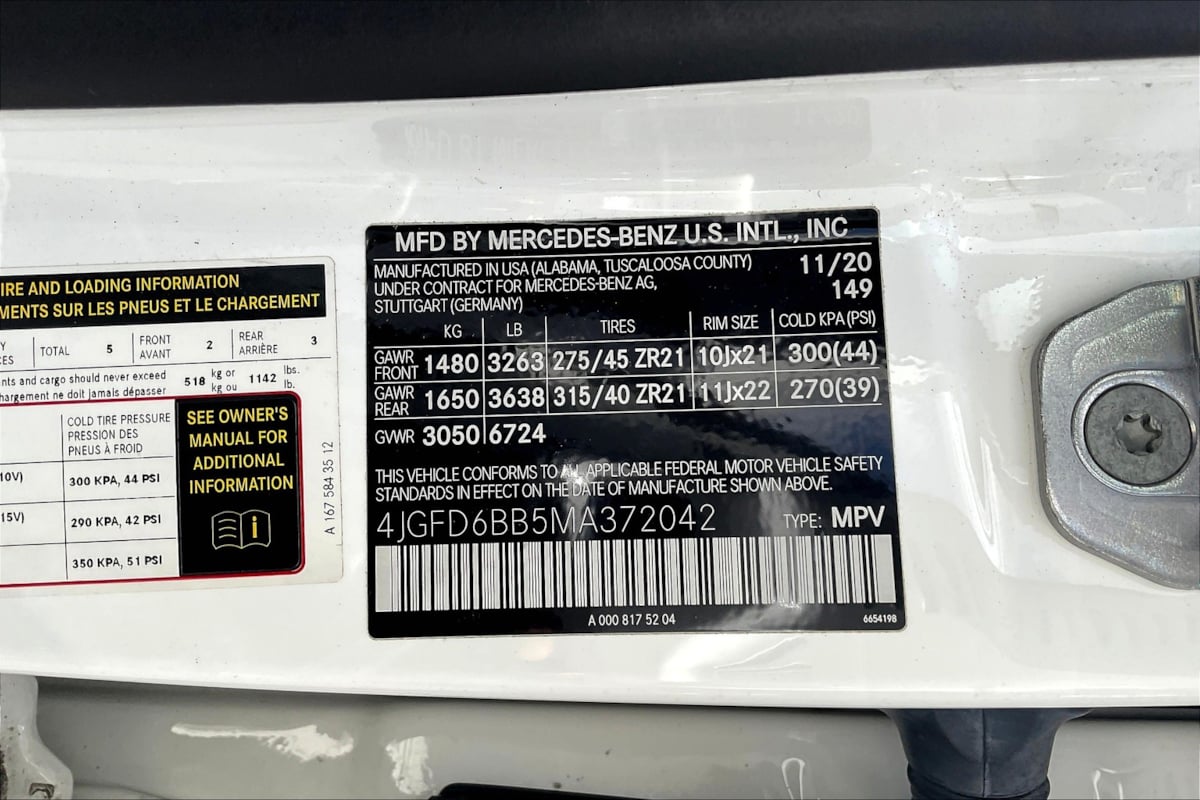 IRE AND LOADING INFORMATION
MENTS SUR LES PNEUS ET LE CHARGEMENT
TOTAL 5 FRONT AVANT 2 REAR ARRIÈRE 3
nts and cargo should never exceed
chargement ne doit jamais dépasser
518 kg or kg ou 1142 lbs. lb.
COLD TIRE PRESSURE
PRESSION DES
PNEUS À FROID
300 KPA, 44 PSI
290 KPA, 42 PSI
350 KPA, 51 PSI
SEE OWNER'S
MANUAL FOR
ADDITIONAL
INFORMATION
A 167 584 35 12
MFD BY MERCEDES-BENZ U.S. INTL., INC
MANUFACTURED IN USA (ALABAMA, TUSCALOOSA COUNTY) 11/20
UNDER CONTRACT FOR MERCEDES-BENZ AG, 149
STUTTGART (GERMANY)
KG LB TIRES RIM SIZE COLD KPA (PSI)
GAWR FRONT 1480 3263 275/45 ZR21 10Jx21 300(44)
GAWR REAR 1650 3638 315/40 ZR21 11Jx22 270(39)
GVWR 3050 6724
THIS VEHICLE CONFORMS TO ALL APPLICABLE FEDERAL MOTOR VEHICLE SAFETY
STANDARDS IN EFFECT ON THE DATE OF MANUFACTURE SHOWN ABOVE.
4JGFD6BB5MA372042 TYPE: MPV
A 000 817 52 04 6654198